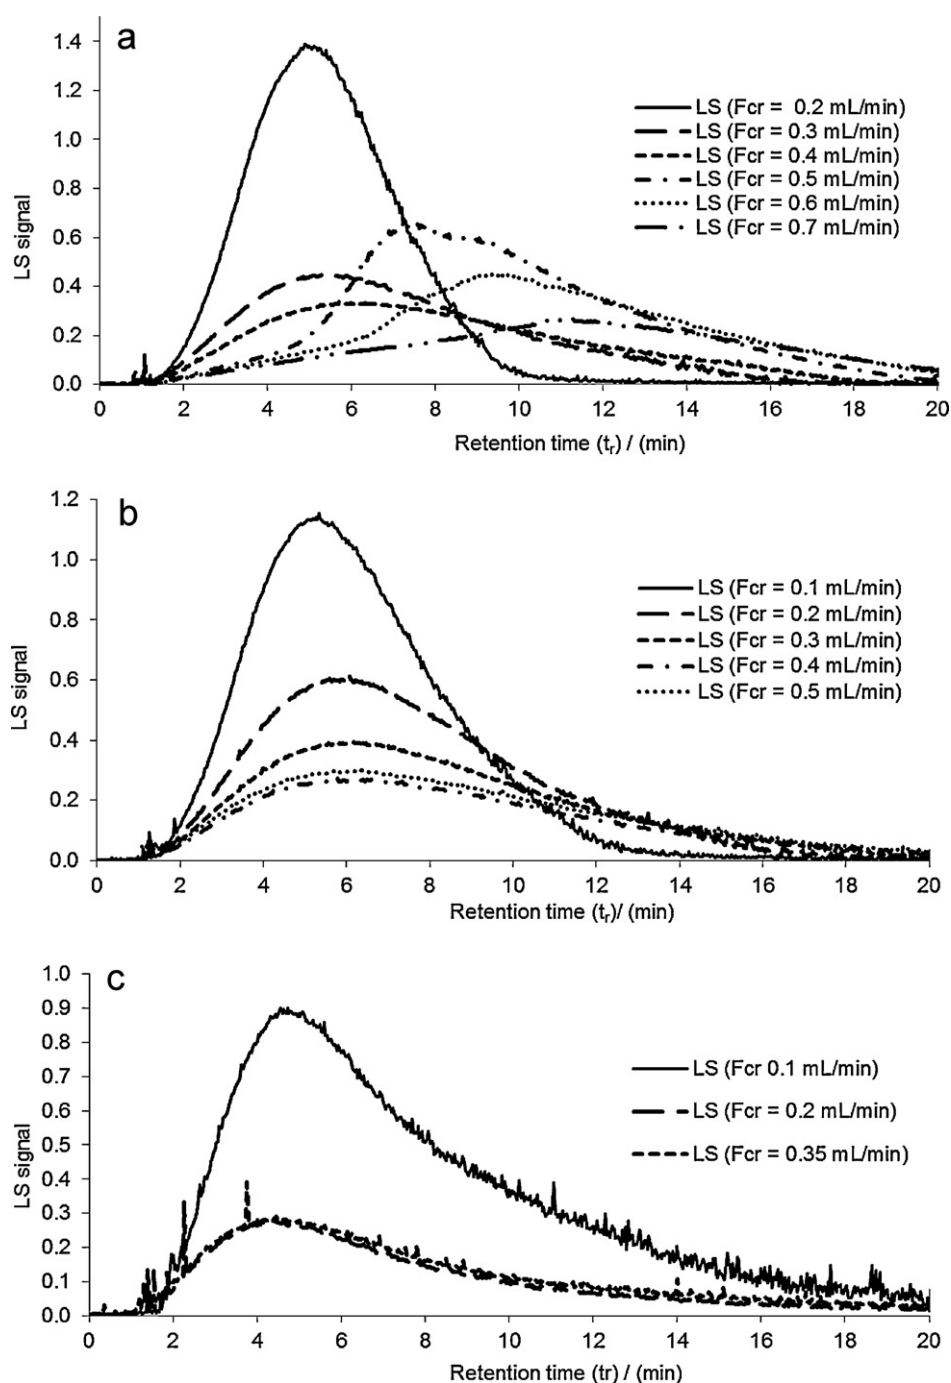 a
1.4
1.2
1.0
0.8
0.6
0.4
0.2
0.0
LS signal
LS (Fcr = 0.2 mL/min)
LS (Fcr = 0.3 mL/min)
LS (Fcr = 0.4 mL/min)
LS (Fcr = 0.5 mL/min)
LS (Fcr = 0.6 mL/min)
LS (Fcr = 0.7 mL/min)
0 2 4 6 8 10 12 14 16 18 20
Retention time (tr) / (min)
b
1.2
1.0
0.8
0.6
0.4
0.2
0.0
LS signal
LS (Fcr = 0.1 mL/min)
LS (Fcr = 0.2 mL/min)
LS (Fcr = 0.3 mL/min)
LS (Fcr = 0.4 mL/min)
LS (Fcr = 0.5 mL/min)
0 2 4 6 8 10 12 14 16 18 20
Retention time (tr)/ (min)
c
1.0
0.9
0.8
0.7
0.6
0.5
0.4
0.3
0.2
0.1
0.0
LS signal
LS (Fcr 0.1 mL/min)
LS (Fcr = 0.2 mL/min)
LS (Fcr = 0.35 mL/min)
0 2 4 6 8 10 12 14 16 18 20
Retention time (tr) / (min)